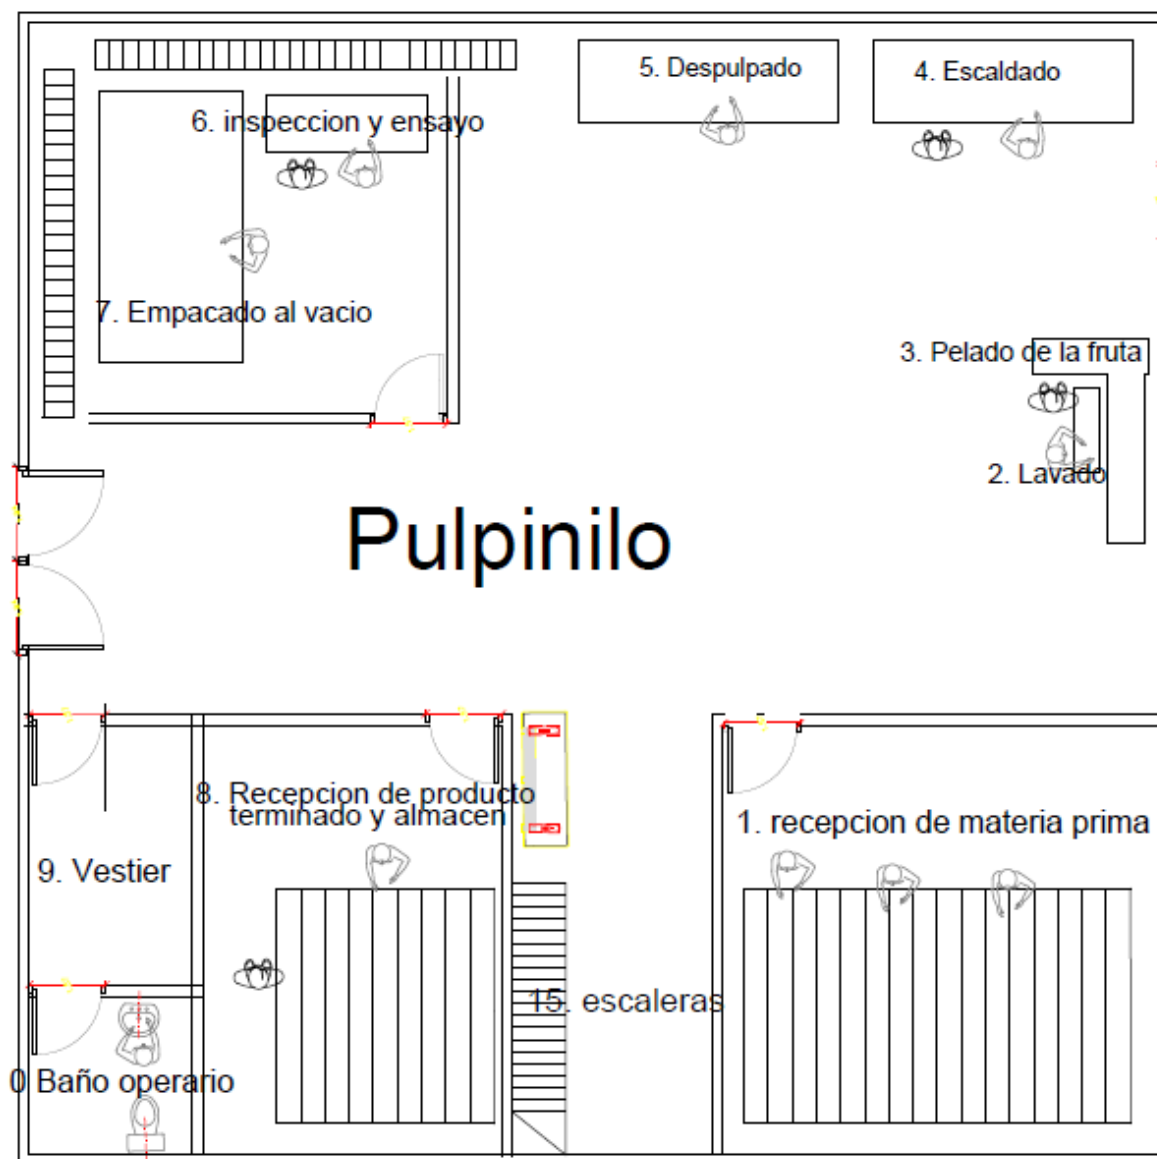 5. Despulpado
4. Escaldado
6. inspeccion y ensayo
7. Empacado al vacio
3. Pelado de la fruta
2. Lavado
Pulpinilo
8. Recepcion de producto
terminado y almacen
1. recepcion de materia prima
9. Vestier
15. escaleras
0 Baño operario